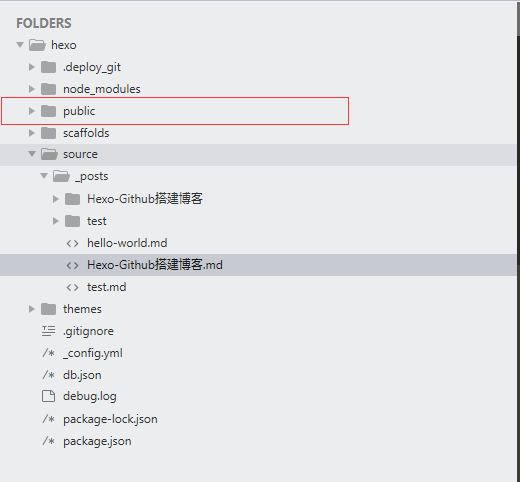 FOLDERS
hexo
.deploy_git
node_modules
public
scaffolds
source
_posts
Hexo-Github搭建博客
test
hello-world.md
Hexo-Github搭建博客.md
test.md
themes
.gitignore
_config.yml
db.json
debug.log
package-lock.json
package.json